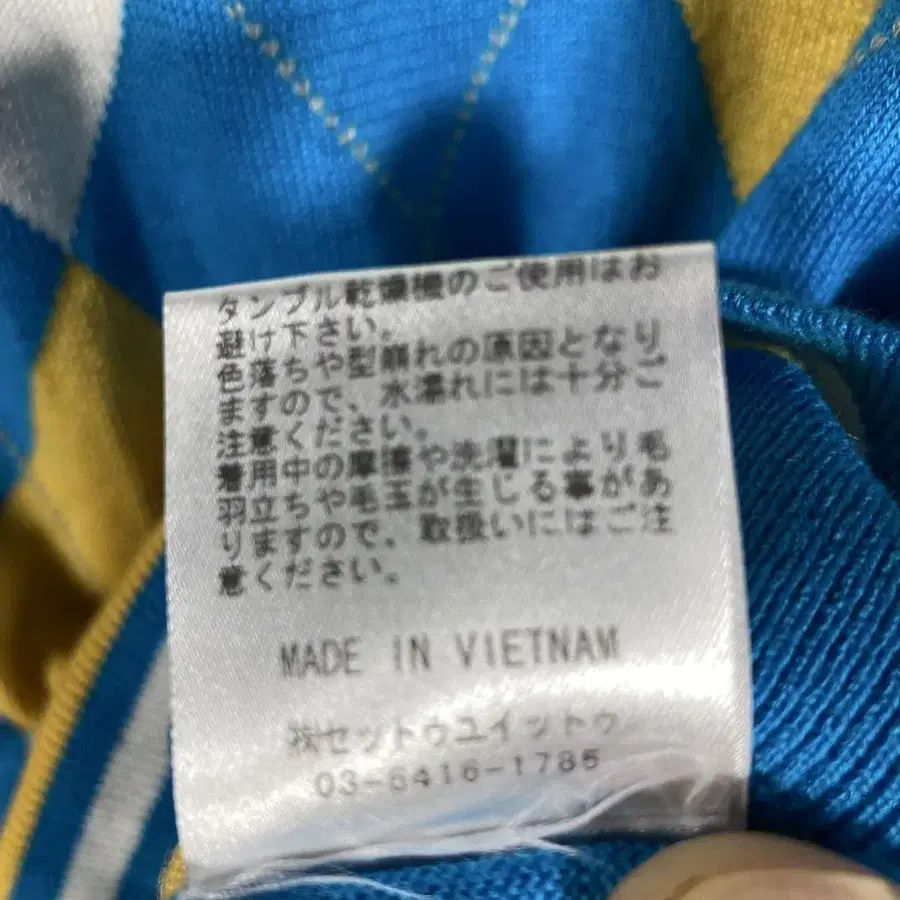 タンブル乾燥機のご使用はお
避け下さい。
色落ちや型崩れの原因となり
ますので、水濡れには十分ご
注意ください。
着用中の摩擦や洗濯により毛
羽立ちや毛玉が生じる事があ
りますので、取扱いにはご注
意ください。
MADE IN VIETNAM
㈱セットゥユイットゥ
03-6416-1785